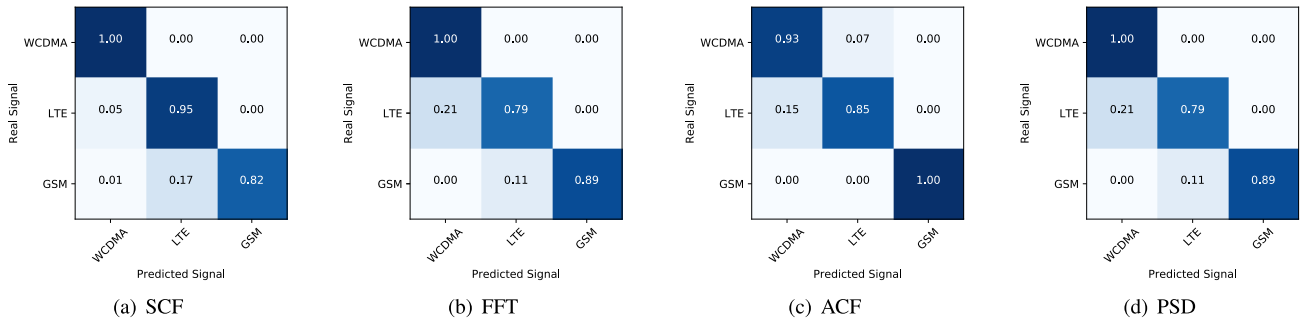 WCDMA 1.00 0.00 0.00
LTE 0.05 0.95 0.00
GSM 0.01 0.17 0.82
Real Signal
WCDMA LTE GSM
Predicted Signal
(a) SCF
WCDMA 1.00 0.00 0.00
LTE 0.21 0.79 0.00
GSM 0.00 0.11 0.89
Real Signal
WCDMA LTE GSM
Predicted Signal
(b) FFT
WCDMA 0.93 0.07 0.00
LTE 0.15 0.85 0.00
GSM 0.00 0.00 1.00
Real Signal
WCDMA LTE GSM
Predicted Signal
(c) ACF
WCDMA 1.00 0.00 0.00
LTE 0.21 0.79 0.00
GSM 0.00 0.11 0.89
Real Signal
WCDMA LTE GSM
Predicted Signal
(d) PSD